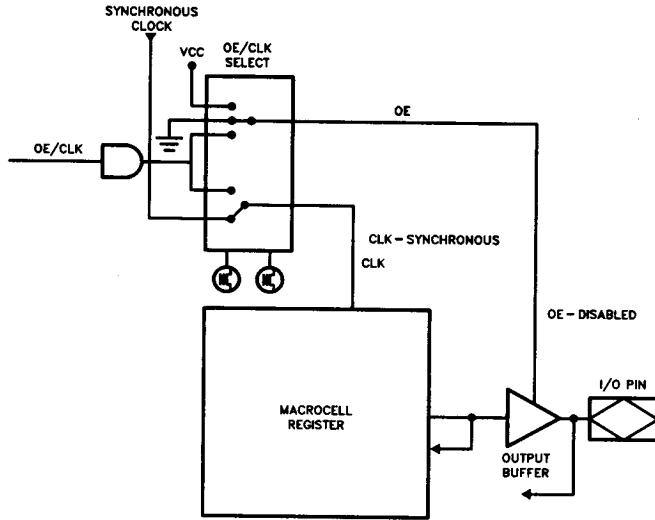 SYNCHRONOUS
CLOCK
VCC
OE/CLK
SELECT
OE
OE/CLK
CLK-SYNCHRONOUS
CLK
OE-DISABLED
I/O PIN
MACROCELL
REGISTER
OUTPUT
BUFFER